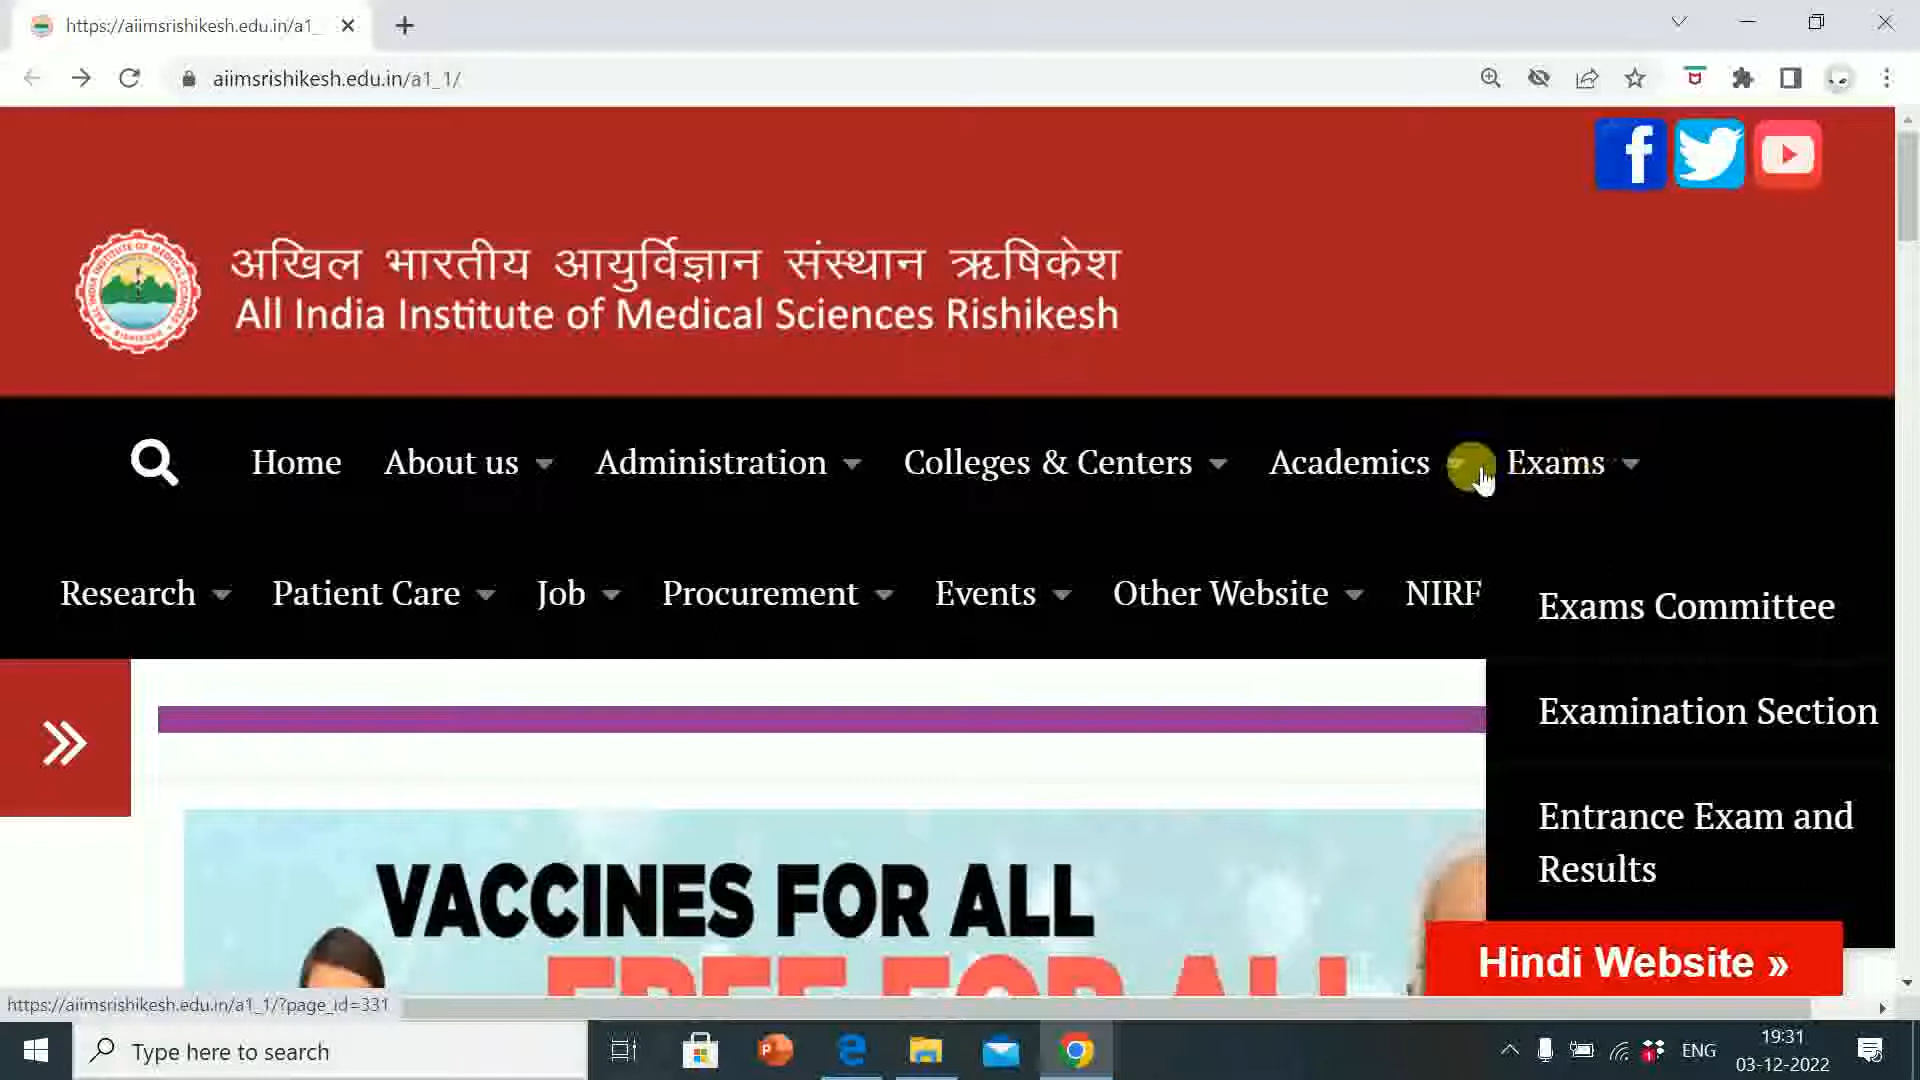 https://aiimsrishikesh.edu.in/a1_
aiimsrishikesh.edu.in/a1_1/
अखिल भारतीय आयुर्विज्ञान संस्थान ऋषिकेश
All India Institute of Medical Sciences Rishikesh
Home About us Administration Colleges & Centers Academics Exams
Research Patient Care Job Procurement Events Other Website NIRF
Exams Committee
Examination Section
Entrance Exam and
Results
VACCINES FOR ALL
FREE FOR ALL
Hindi Website »
https://aiimsrishikesh.edu.in/a1_1/?page_id=331
Type here to search
ENG
19:31
03-12-2022